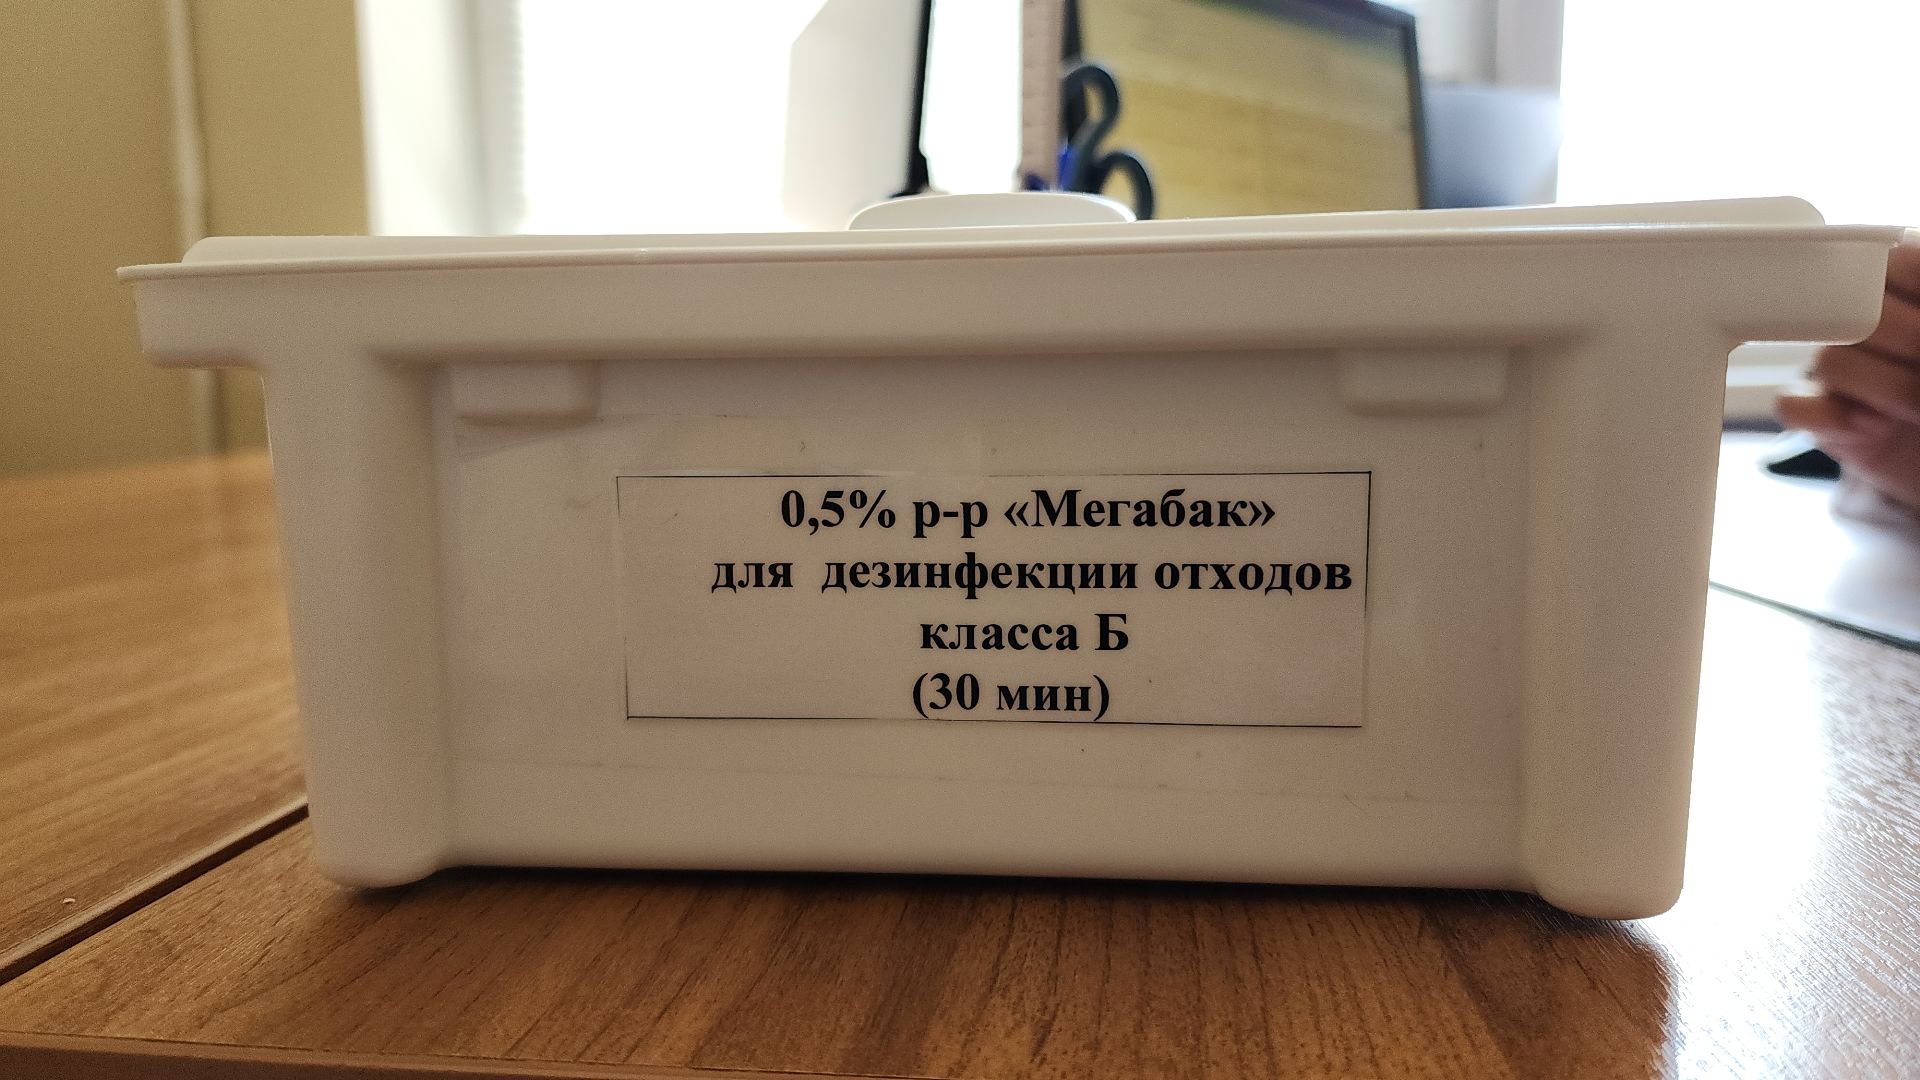 0,5% р-р «Мегабак»
для дезинфекции отходов
класса Б
(30 мин)